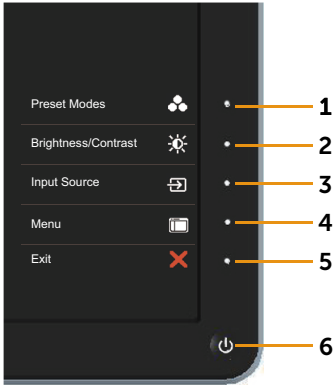 Preset Modes 1
Brightness/Contrast 2
Input Source 3
Menu 4
Exit 5
6